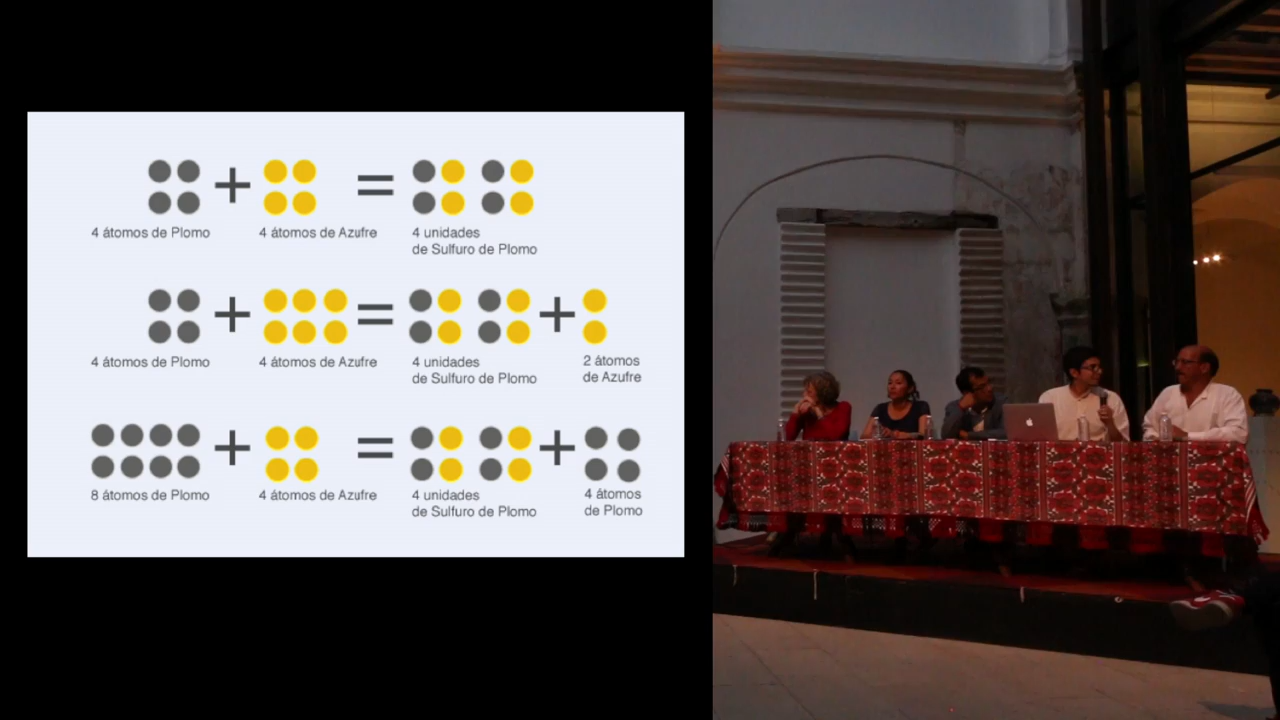 4 átomos de Plomo
4 átomos de Azufre
4 unidades
de Sulfuro de Plomo
4 átomos de Plomo
4 átomos de Azufre
4 unidades
de Sulfuro de Plomo
2 átomos
de Azufre
8 átomos de Plomo
4 átomos de Azufre
4 unidades
de Sulfuro de Plomo
4 átomos
de Plomo